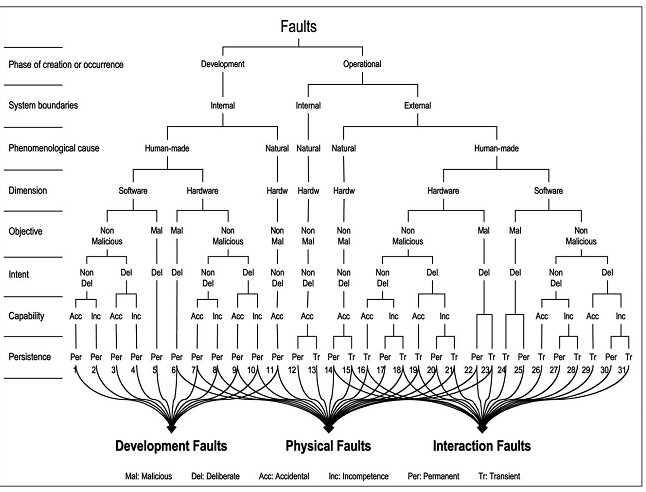 Faults
Phase of creation or occurrence Development Operational
System boundaries Internal Internal External
Phenomenological cause Human-made Natural Natural Natural Human-made
Dimension Software Hardware Hardw Hardw Hardw Hardware Software
Objective Non Mal Mal Non Non Non Non Non Mal Mal Non
Malicious Malicious Mal Mal Mal Malicious Malicious
Intent Non Del Del Del Non Del Non Non Non Non Del Del Del Non Del
Del Del Del Del Del Del Del
Capability Acc Inc Acc Inc Acc Inc Acc Inc Acc Acc Acc Acc Inc Acc Inc Acc Inc Acc Inc
Persistence Per Per Per Per Per Per Per Per Per Per Per Per Tr Per Tr Tr Per Tr Tr Per Tr Per Tr Tr Per Tr Per Tr Tr Per Tr
1 2 3 4 5 6 7 8 9 10 11 12 13 14 15 16 17 18 19 20 21 22 23 24 25 26 27 28 29 30 31
Development Faults Physical Faults Interaction Faults
Mal: Malicious Del: Deliberate Acc: Accidental Inc: Incompetence Per: Permanent Tr: Transient